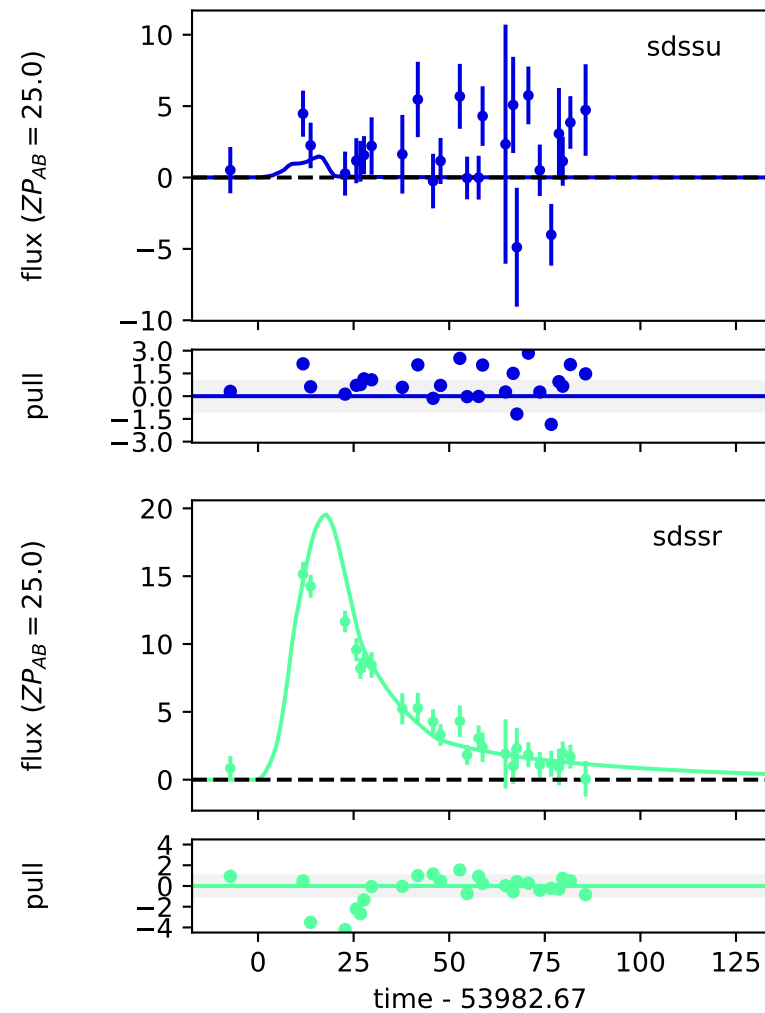 10
sdssu
5
0
−5
−10
flux (ZP_AB = 25.0)
3.0
1.5
0.0
−1.5
−3.0
pull
20
sdssr
15
10
5
0
flux (ZP_AB = 25.0)
4
2
0
−2
−4
pull
0 25 50 75 100 125
time - 53982.67